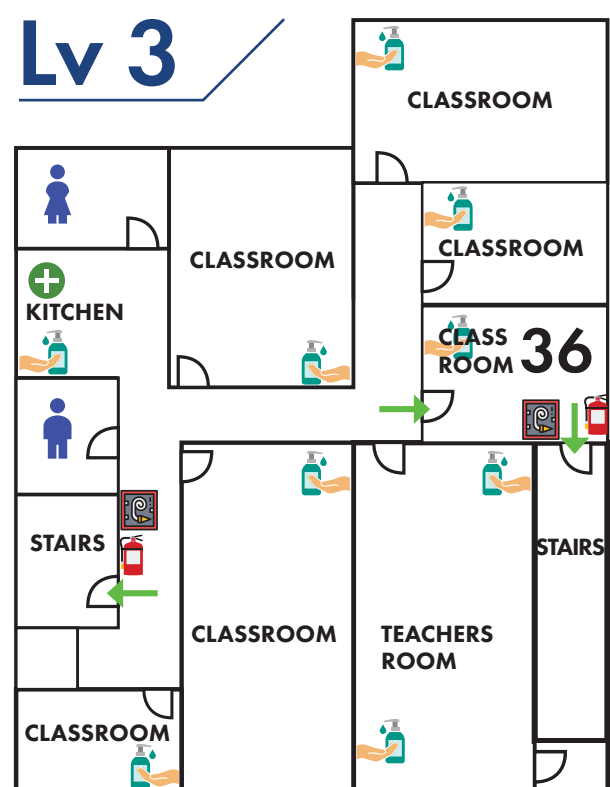 Lv 3
CLASSROOM
CLASSROOM
CLASSROOM
KITCHEN
CLASS
ROOM 36
STAIRS
STAIRS
CLASSROOM
TEACHERS
ROOM
CLASSROOM